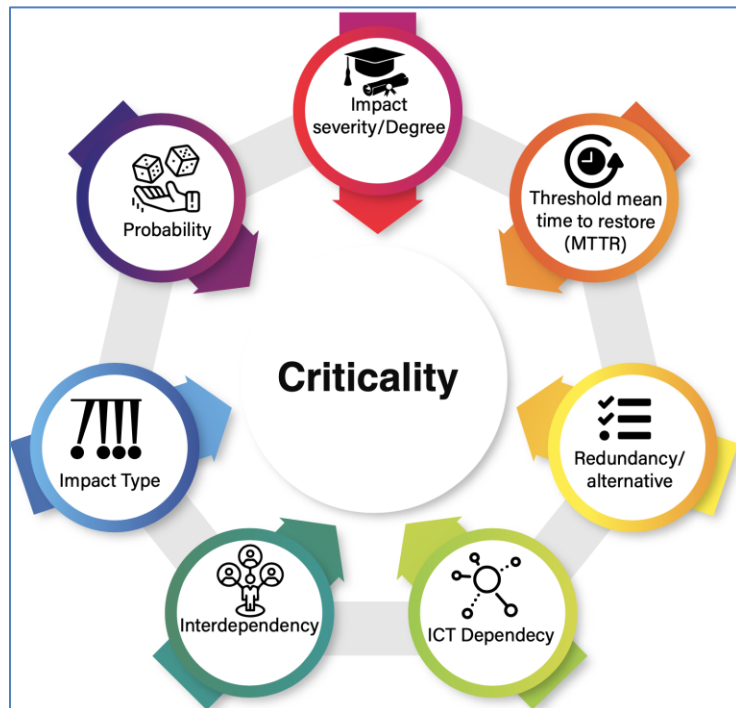 Impact
severity/Degree
Threshold mean
time to restore
(MTTR)
Redundancy/
alternative
ICT Dependecy
Interdependency
Impact Type
Probability
Criticality